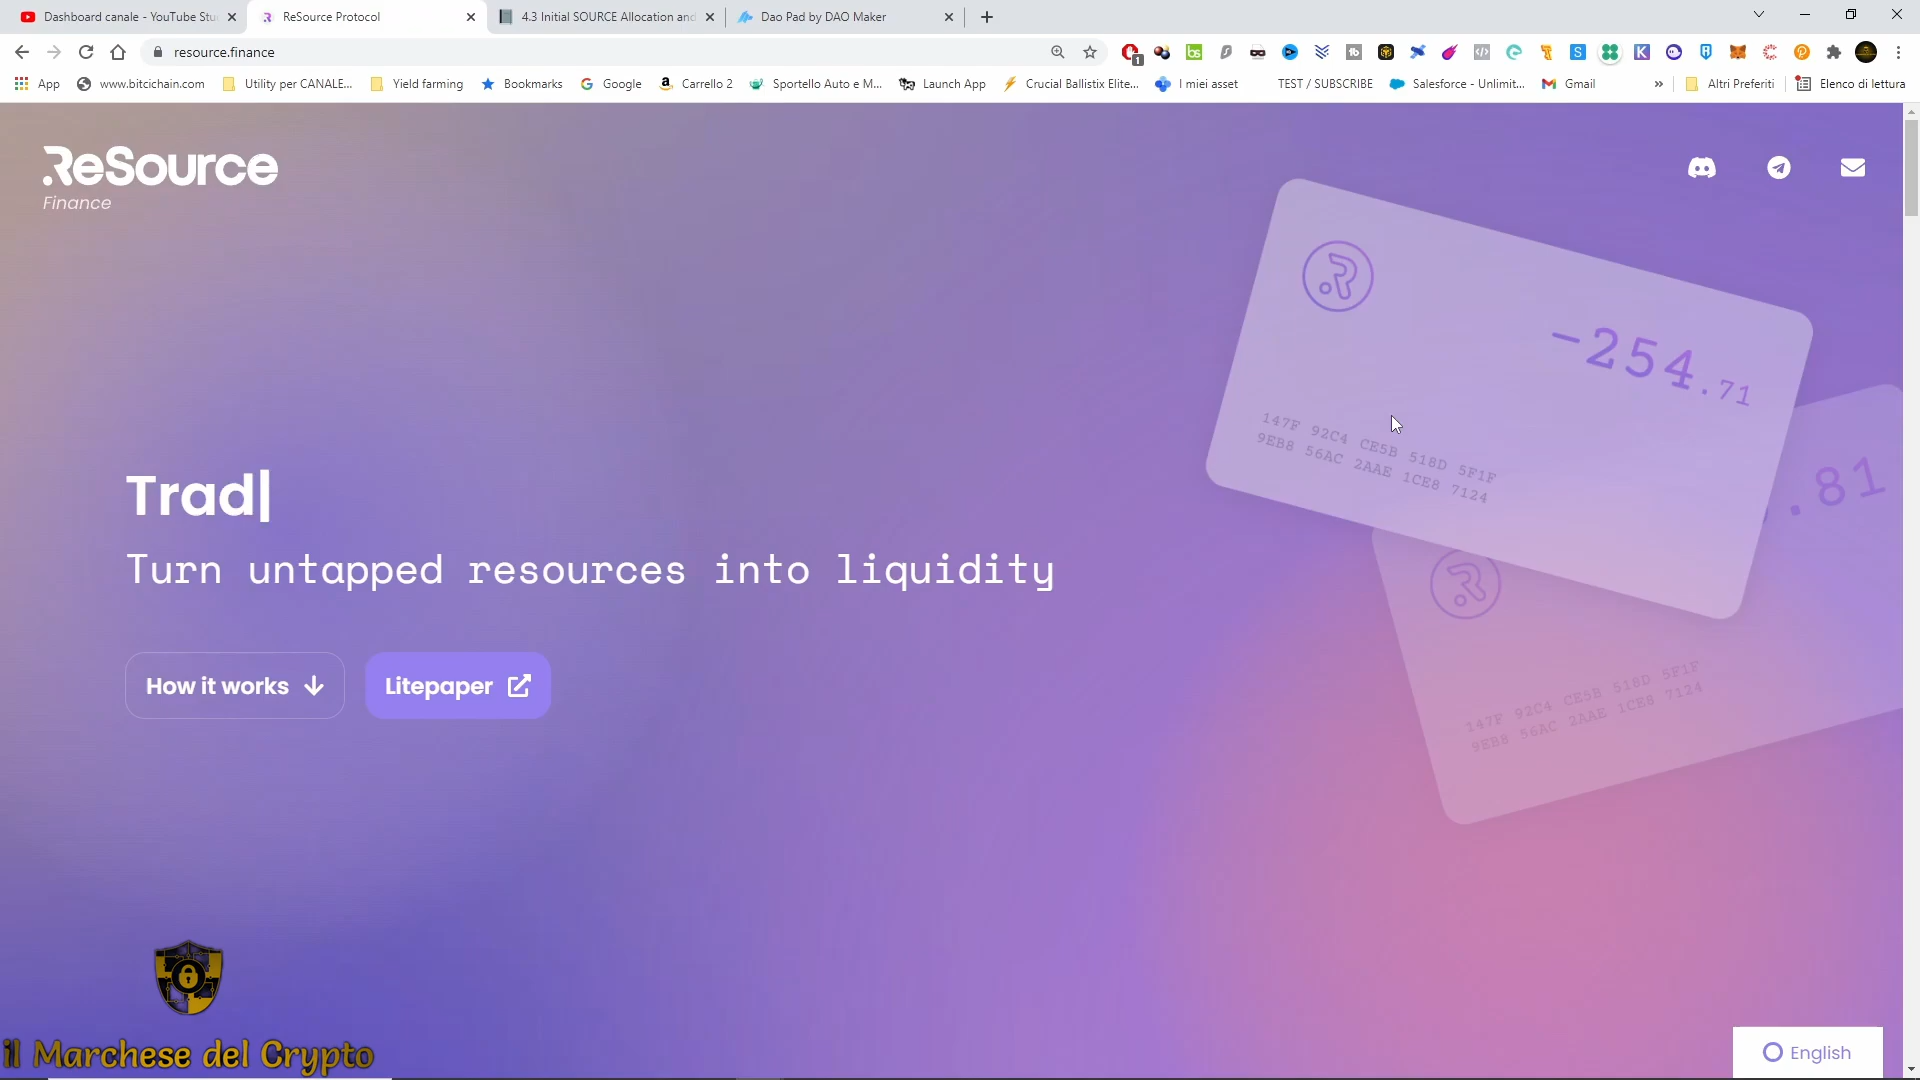 Dashboard canale - YouTube Stu
ReSource Protocol
4.3 Initial SOURCE Allocation and
Dao Pad by DAO Maker
resource.finance
1
App
www.bitcichain.com
Utility per CANALE...
Yield farming
Bookmarks
Google
Carrello 2
Sportello Auto e M...
Launch App
Crucial Ballistix Elite...
I miei asset
TEST / SUBSCRIBE
Salesforce - Unlimit...
Gmail
Altri Preferiti
Elenco di lettura
ReSource
Finance
-254.71
147F 92C4 CE5B 518D 5F1F
9EB8 56AC 2AAE 1CE8 7124
.81
Trad
Turn untapped resources into liquidity
How it works
Litepaper
147F 92C4 CE5B 518D 5F1F
9EB8 56AC 2AAE 1CE8 7124
il Marchese del Crypto
English